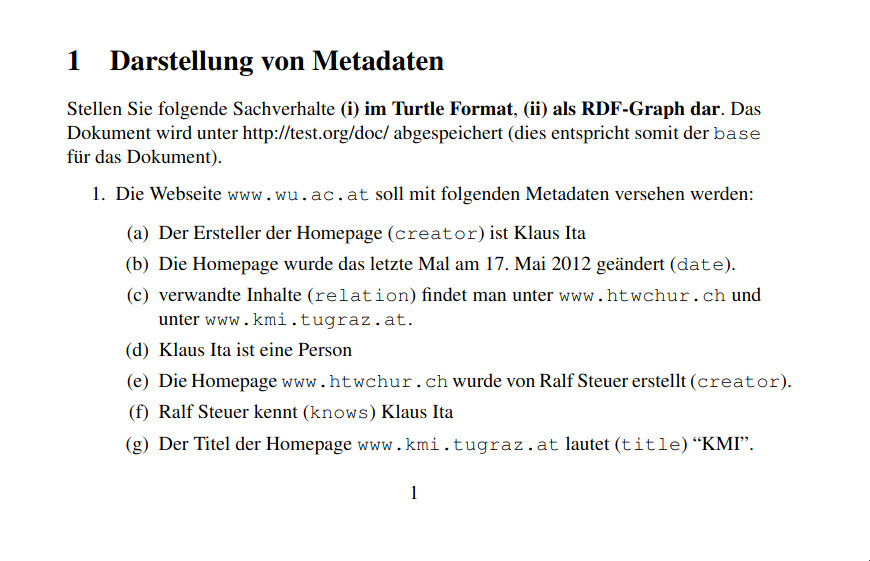 1 Darstellung von Metadaten
Stellen Sie folgende Sachverhalte (i) im Turtle Format, (ii) als RDF-Graph dar. Das
Dokument wird unter http://test.org/doc/ abgespeichert (dies entspricht somit der base
für das Dokument).
1. Die Webseite www.wu.ac.at soll mit folgenden Metadaten versehen werden:
(a) Der Ersteller der Homepage (creator) ist Klaus Ita
(b) Die Homepage wurde das letzte Mal am 17. Mai 2012 geändert (date).
(c) verwandte Inhalte (relation) findet man unter www.htwchur.ch und
unter www.kmi.tugraz.at.
(d) Klaus Ita ist eine Person
(e) Die Homepage www.htwchur.ch wurde von Ralf Steuer erstellt (creator).
(f) Ralf Steuer kennt (knows) Klaus Ita
(g) Der Titel der Homepage www.kmi.tugraz.at lautet (title) “KMI”.
1